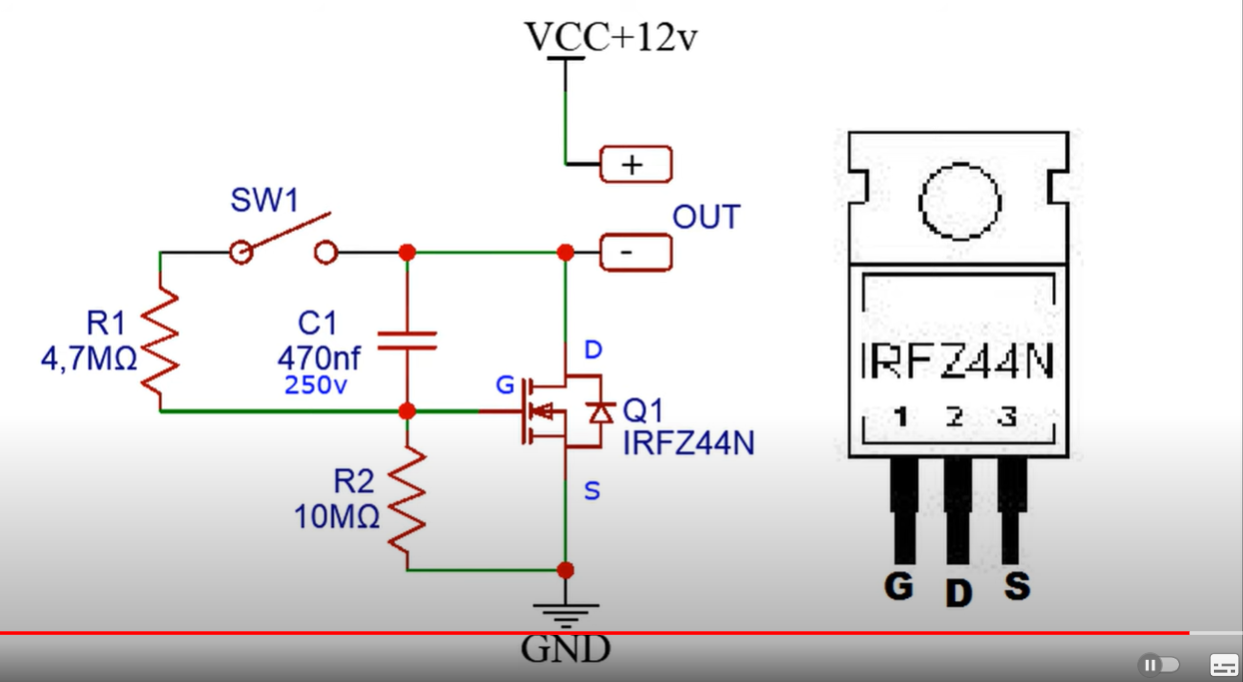 VCC+12v
+
SW1
OUT
-
R1
4,7MΩ
C1
470nf
250v
D
G
Q1
IRFZ44N
S
R2
10MΩ
GND
IRFZ44N
1 2 3
G D S